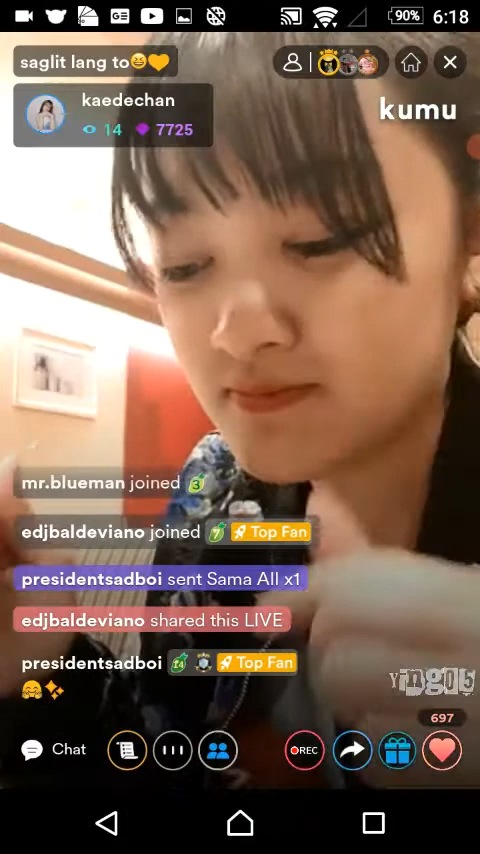 90% 6:18
saglit lang to😆💛
kaedechan
14 7725
kumu
mr.blueman joined 3
edjbaldeviano joined 7 Top Fan
presidentsadboi sent Sama All x1
edjbaldeviano shared this LIVE
presidentsadboi 14 Top Fan
🤗✨
Yingo5
697
Chat
REC